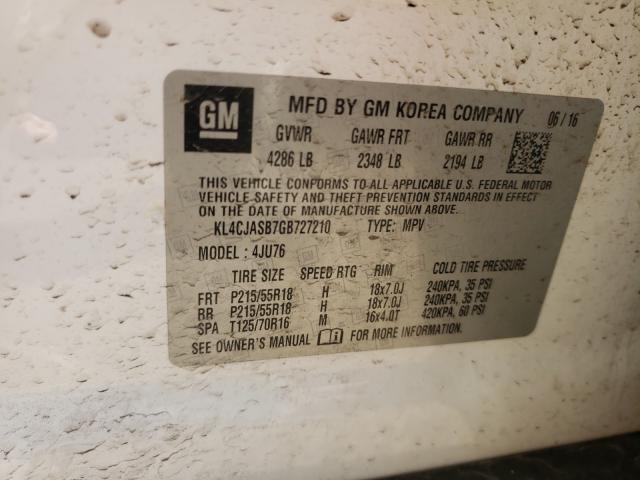 GM MFD BY GM KOREA COMPANY 06/16
GVWR GAWR FRT GAWR RR
4286 LB 2348 LB 2194 LB
THIS VEHICLE CONFORMS TO ALL APPLICABLE U.S. FEDERAL MOTOR
VEHICLE SAFETY AND THEFT PREVENTION STANDARDS IN EFFECT
ON THE DATE OF MANUFACTURE SHOWN ABOVE.
KL4CJASB7GB727210 TYPE: MPV
MODEL: 4JU76
TIRE SIZE SPEED RTG RIM COLD TIRE PRESSURE
FRT P215/55R18 H 18x7.0J 240KPA, 35 PSI
RR P215/55R18 H 18x7.0J 240KPA, 35 PSI
SPA T125/70R16 M 16x4.0T 420KPA, 60 PSI
SEE OWNER'S MANUAL FOR MORE INFORMATION.